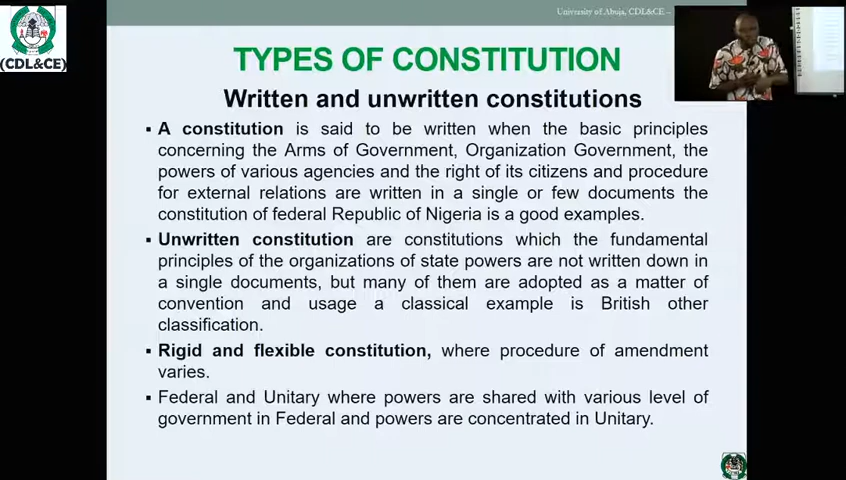 University of Abuja, CDL&CE –
(CDL&CE)
TYPES OF CONSTITUTION
Written and unwritten constitutions
▪ A constitution is said to be written when the basic principles
concerning the Arms of Government, Organization Government, the
powers of various agencies and the right of its citizens and procedure
for external relations are written in a single or few documents the
constitution of federal Republic of Nigeria is a good examples.
▪ Unwritten constitution are constitutions which the fundamental
principles of the organizations of state powers are not written down in
a single documents, but many of them are adopted as a matter of
convention and usage a classical example is British other
classification.
▪ Rigid and flexible constitution, where procedure of amendment
varies.
▪ Federal and Unitary where powers are shared with various level of
government in Federal and powers are concentrated in Unitary.